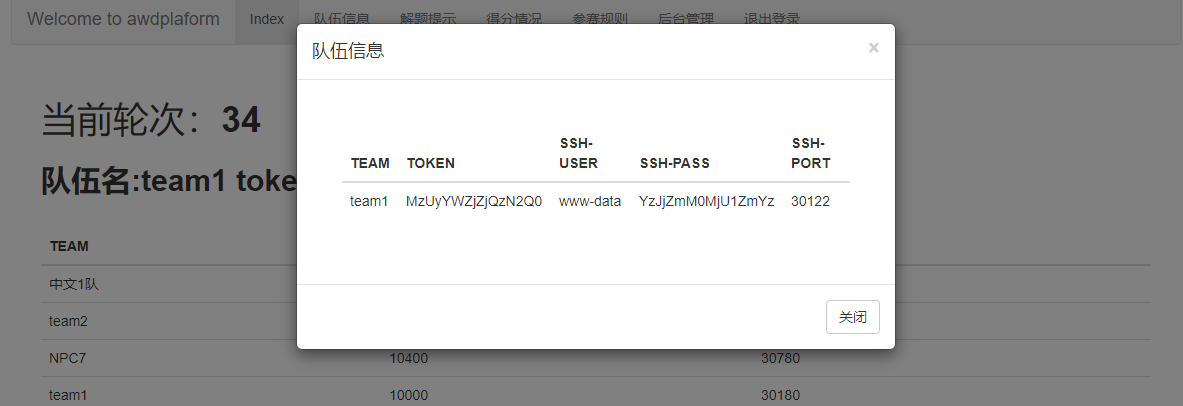 Welcome to awdplaform Index 队伍信息 解题提示 得分情况 参赛规则 后台管理 退出登录
队伍信息 ×
当前轮次：34
队伍名:team1 toke
TEAM TOKEN SSH-USER SSH-PASS SSH-PORT
team1 MzUyYWZjZjQzN2Q0 www-data YzJjZmM0MjU1ZmYz 30122
TEAM
中文1队
team2
关闭
NPC7 10400 30780
team1 10000 30180